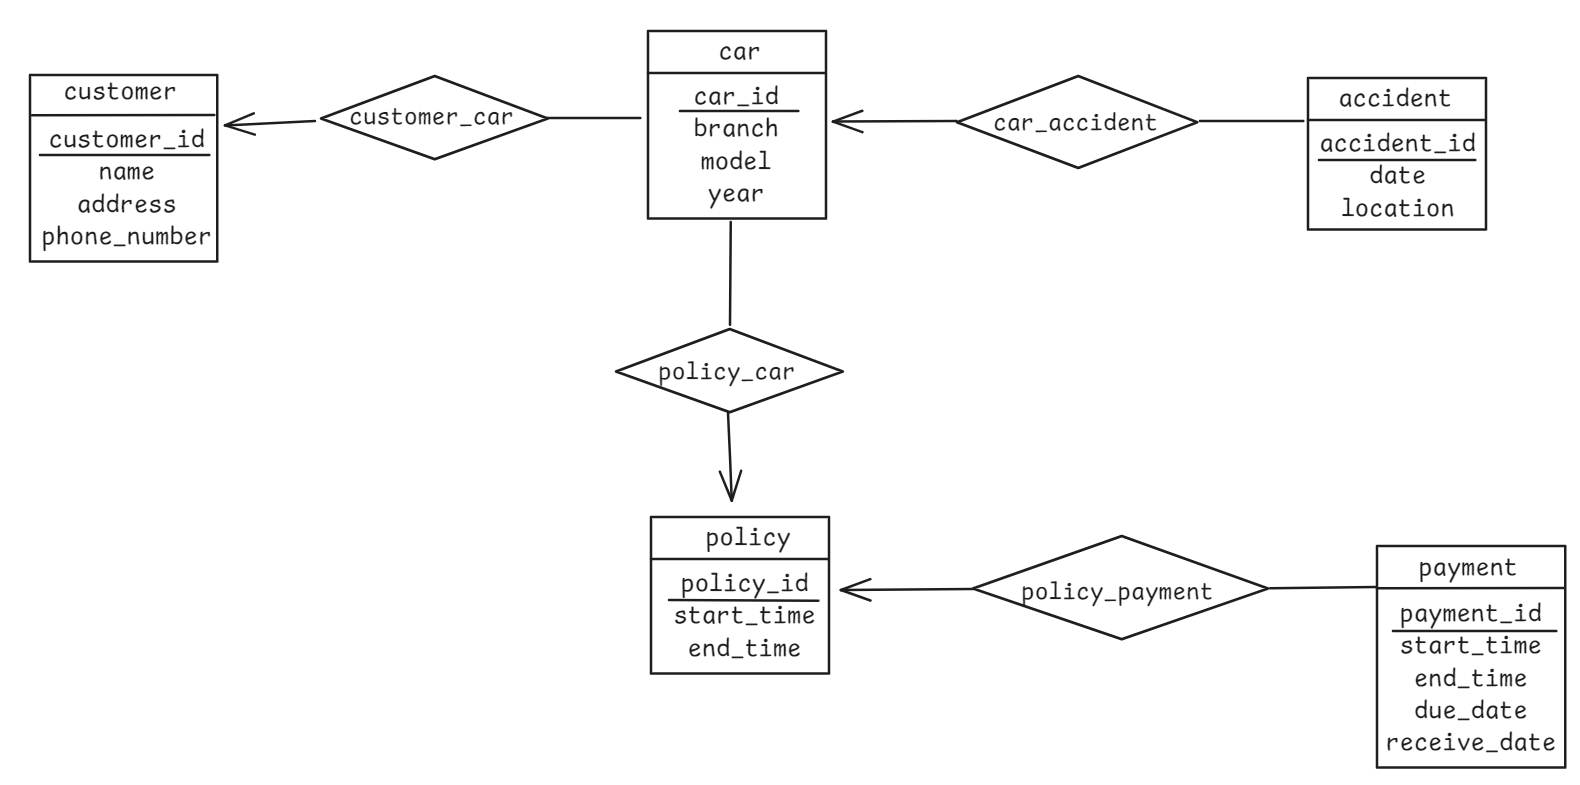 customer
customer_id
name
address
phone_number
customer_car
car
car_id
branch
model
year
car_accident
accident
accident_id
date
location
policy_car
policy
policy_id
start_time
end_time
policy_payment
payment
payment_id
start_time
end_time
due_date
receive_date